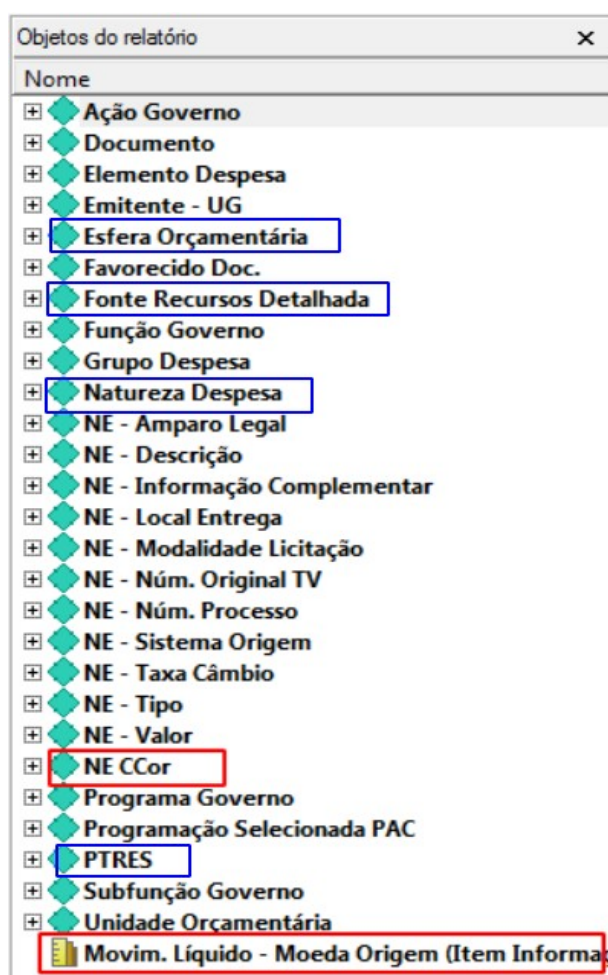 Objetos do relatório
Nome
Ação Governo
Documento
Elemento Despesa
Emitente - UG
Esfera Orçamentária
Favorecido Doc.
Fonte Recursos Detalhada
Função Governo
Grupo Despesa
Natureza Despesa
NE - Amparo Legal
NE - Descrição
NE - Informação Complementar
NE - Local Entrega
NE - Modalidade Licitação
NE - Núm. Original TV
NE - Núm. Processo
NE - Sistema Origem
NE - Taxa Câmbio
NE - Tipo
NE - Valor
NE CCor
Programa Governo
Programação Selecionada PAC
PTRES
Subfunção Governo
Unidade Orçamentária
Movim. Líquido - Moeda Origem (Item Informaç